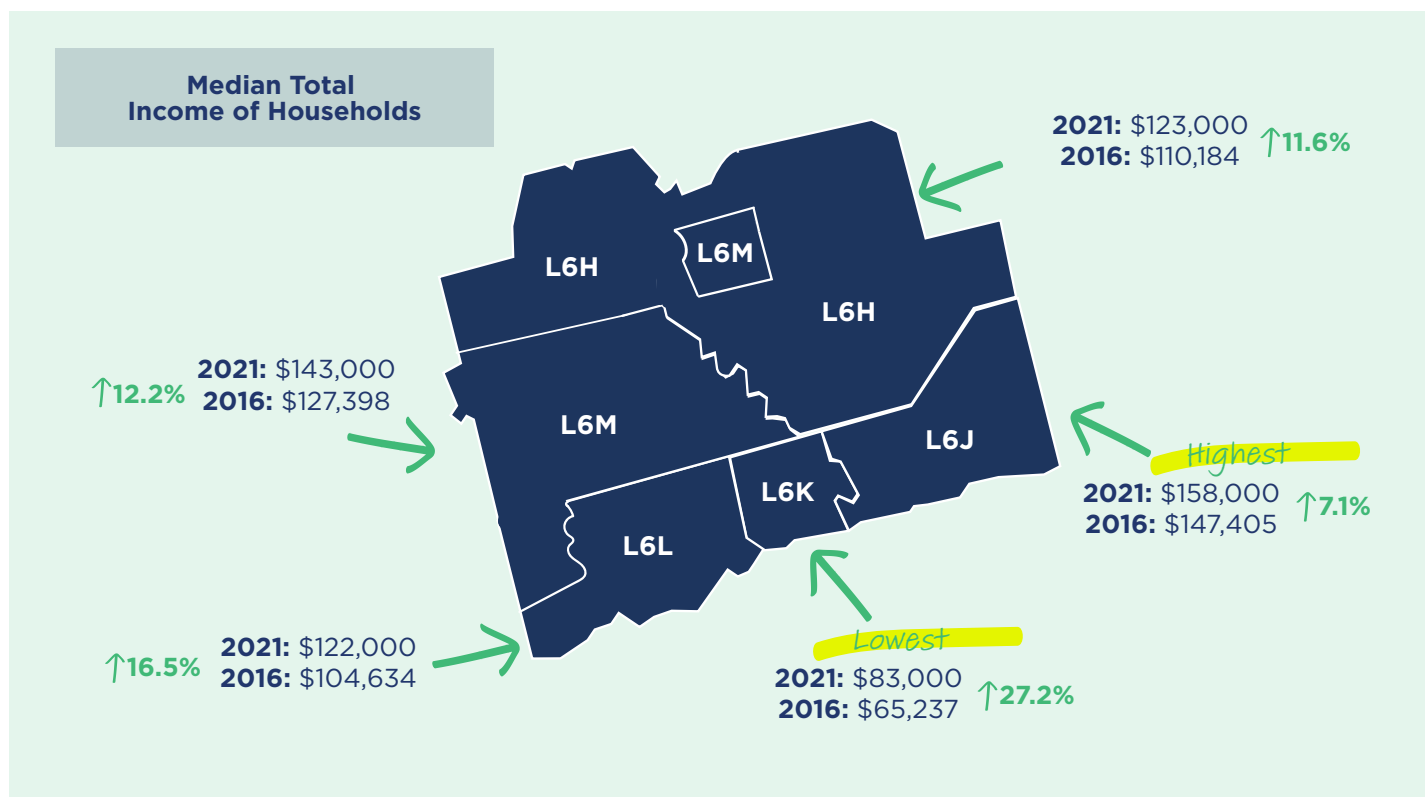 Median Total
Income of Households
2021: $123,000
2016: $110,184
↑11.6%
L6H
L6M
L6H
2021: $143,000
2016: $127,398
↑12.2%
L6M
L6J
Highest
2021: $158,000
2016: $147,405
↑7.1%
L6K
L6L
2021: $122,000
2016: $104,634
↑16.5%
Lowest
2021: $83,000
2016: $65,237
↑27.2%